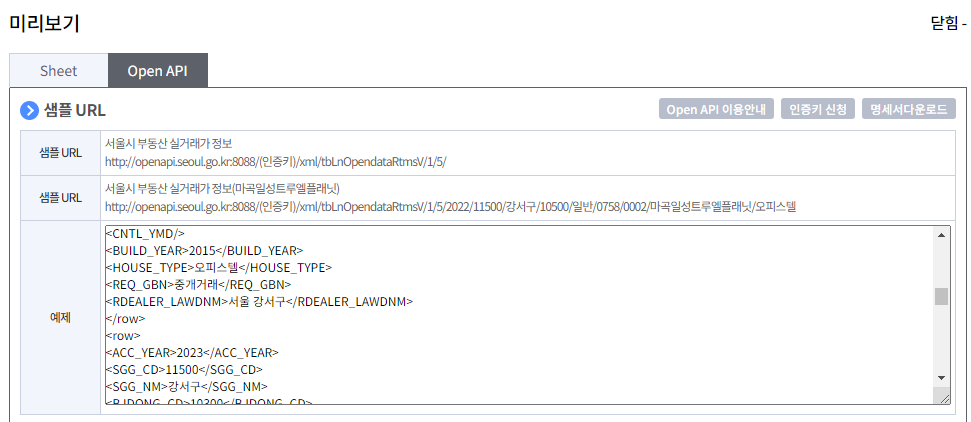 미리보기
닫힘 -
Sheet
Open API
샘플 URL
Open API 이용안내
인증키 신청
명세서다운로드
샘플 URL
서울시 부동산 실거래가 정보
http://openapi.seoul.go.kr:8088/(인증키)/xml/tbLnOpendataRtmsV/1/5/
샘플 URL
서울시 부동산 실거래가 정보(마곡일성트루엘플래닛)
http://openapi.seoul.go.kr:8088/(인증키)/xml/tbLnOpendataRtmsV/1/5/2022/11500/강서구/10500/일반/0758/0002/마곡일성트루엘플래닛/오피스텔
예제
<CNTL_YMD/>
<BUILD_YEAR>2015</BUILD_YEAR>
<HOUSE_TYPE>오피스텔</HOUSE_TYPE>
<REQ_GBN>중개거래</REQ_GBN>
<RDEALER_LAWDNM>서울 강서구</RDEALER_LAWDNM>
</row>
<row>
<ACC_YEAR>2023</ACC_YEAR>
<SGG_CD>11500</SGG_CD>
<SGG_NM>강서구</SGG_NM>
<BJDONG_CD>10300</BJDONG_CD>